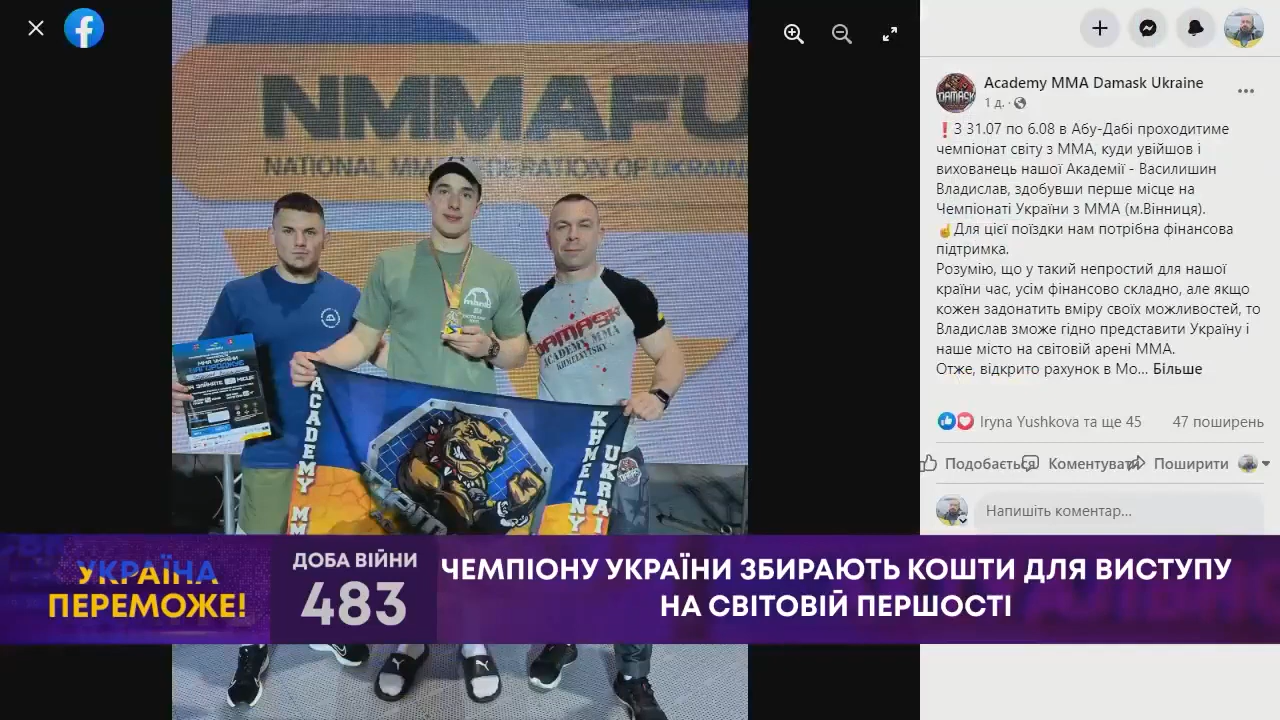 NMMAFU
NATIONAL MMA FEDERATION OF UKRAINE
DAMASK
ACADEMY MMA
KHMELNYTSKY
ACADEMY MM
KHMELNY
UKRAI
Academy MMA Damask Ukraine
1 д. ·
❗З 31.07 по 6.08 в Абу-Дабі проходитиме
чемпіонат світу з ММА, куди увійшов і
вихованець нашої Академії - Василишин
Владислав, здобувши перше місце на
Чемпіонаті України з ММА (м.Вінниця).
☝Для цієї поїздки нам потрібна фінансова
підтримка.
Розумію, що у такий непростий для нашої
країни час, усім фінансово складно, але якщо
кожен задонатить в міру своїх можливостей, то
Владислав зможе гідно представити Україну і
наше місто на світовій арені ММА.
Отже, відкрито рахунок в Мо... Більше
Iryna Yushkova та ще 45 47 поширень
Подобається Коментувати Поширити
Напишіть коментар...
УКРАЇНА
ПЕРЕМОЖЕ!
ДОБА ВІЙНИ
483
ЧЕМПІОНУ УКРАЇНИ ЗБИРАЮТЬ КОШТИ ДЛЯ ВИСТУПУ
НА СВІТОВІЙ ПЕРШОСТІ